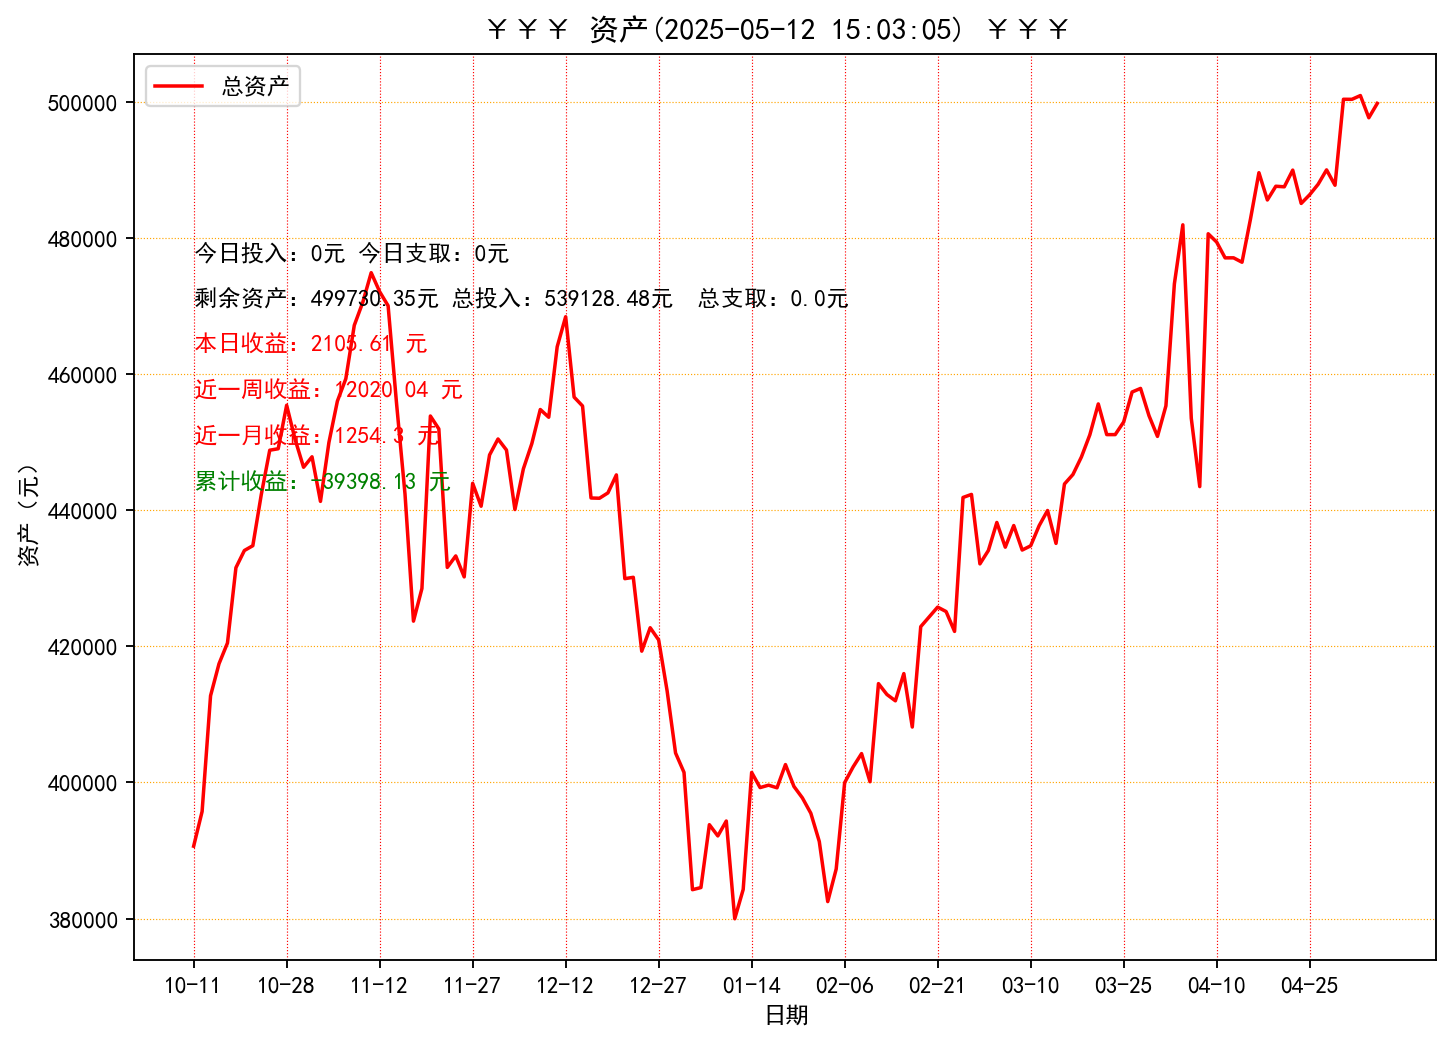 ￥￥￥ 资产(2025-05-12 15:03:05) ￥￥￥
总资产
500000
480000
460000
440000
420000
400000
380000
资产（元）
今日投入：0元 今日支取：0元
剩余资产：499730.35元 总投入：539128.48元  总支取：0.0元
本日收益：2105.61 元
近一周收益：12020.04 元
近一月收益：1254.3 元
累计收益：-39398.13 元
10-11 10-28 11-12 11-27 12-12 12-27 01-14 02-06 02-21 03-10 03-25 04-10 04-25
日期